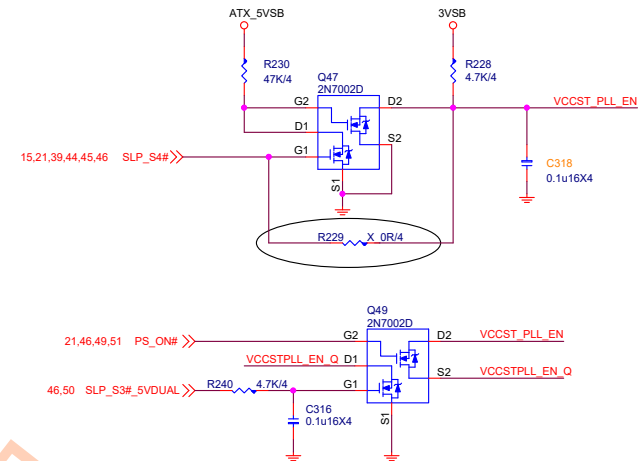 ATX_5VSB
3VSB
R230
47K/4
Q47
2N7002D
R228
4.7K/4
G2
D2
VCCST_PLL_EN
D1
S2
15,21,39,44,45,46 SLP_S4#
G1
S1
C318
0.1u16X4
R229 X_0R/4
Q49
2N7002D
21,46,49,51 PS_ON#
G2
D2
VCCST_PLL_EN
VCCSTPLL_EN_Q
D1
S2
VCCSTPLL_EN_Q
46,50 SLP_S3#_5VDUAL
R240
4.7K/4
G1
S1
C316
0.1u16X4